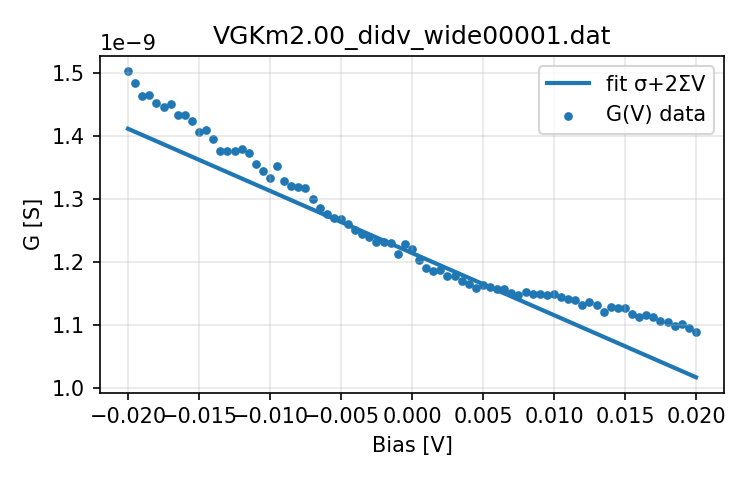 VGKm2.00_didv_wide00001.dat
1e−9
fit σ+2ΣV
G(V) data
G [S]
1.5
1.4
1.3
1.2
1.1
1.0
−0.020 −0.015 −0.010 −0.005 0.000 0.005 0.010 0.015 0.020
Bias [V]